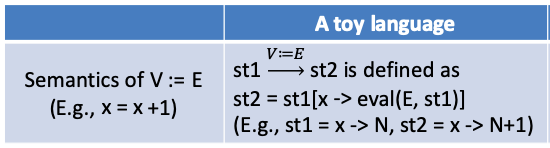 A toy language
Semantics of V := E
(E.g., x = x +1)
V:=E
st1 ⟶ st2 is defined as
st2 = st1[x -> eval(E, st1)]
(E.g., st1 = x -> N, st2 = x -> N+1)